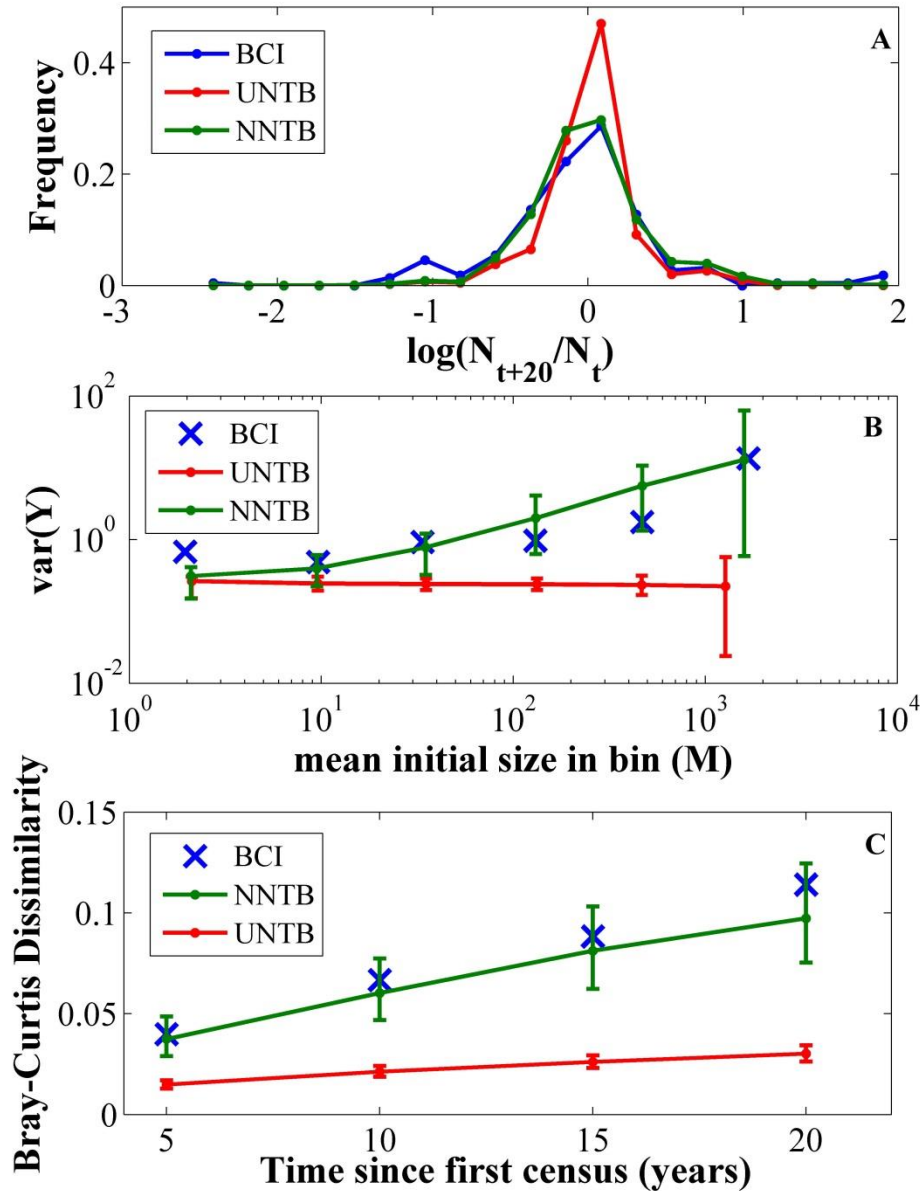 A
BCI
UNTB
NNTB
Frequency
0.4
0.2
0
-3 -2 -1 0 1 2
log(N_{t+20}/N_t)
B
BCI
UNTB
NNTB
var(Y)
10^2
10^0
10^{-2}
10^0 10^1 10^2 10^3 10^4
mean initial size in bin (M)
C
BCI
NNTB
UNTB
Bray-Curtis Dissimilarity
0.15
0.1
0.05
0
5 10 15 20
Time since first census (years)